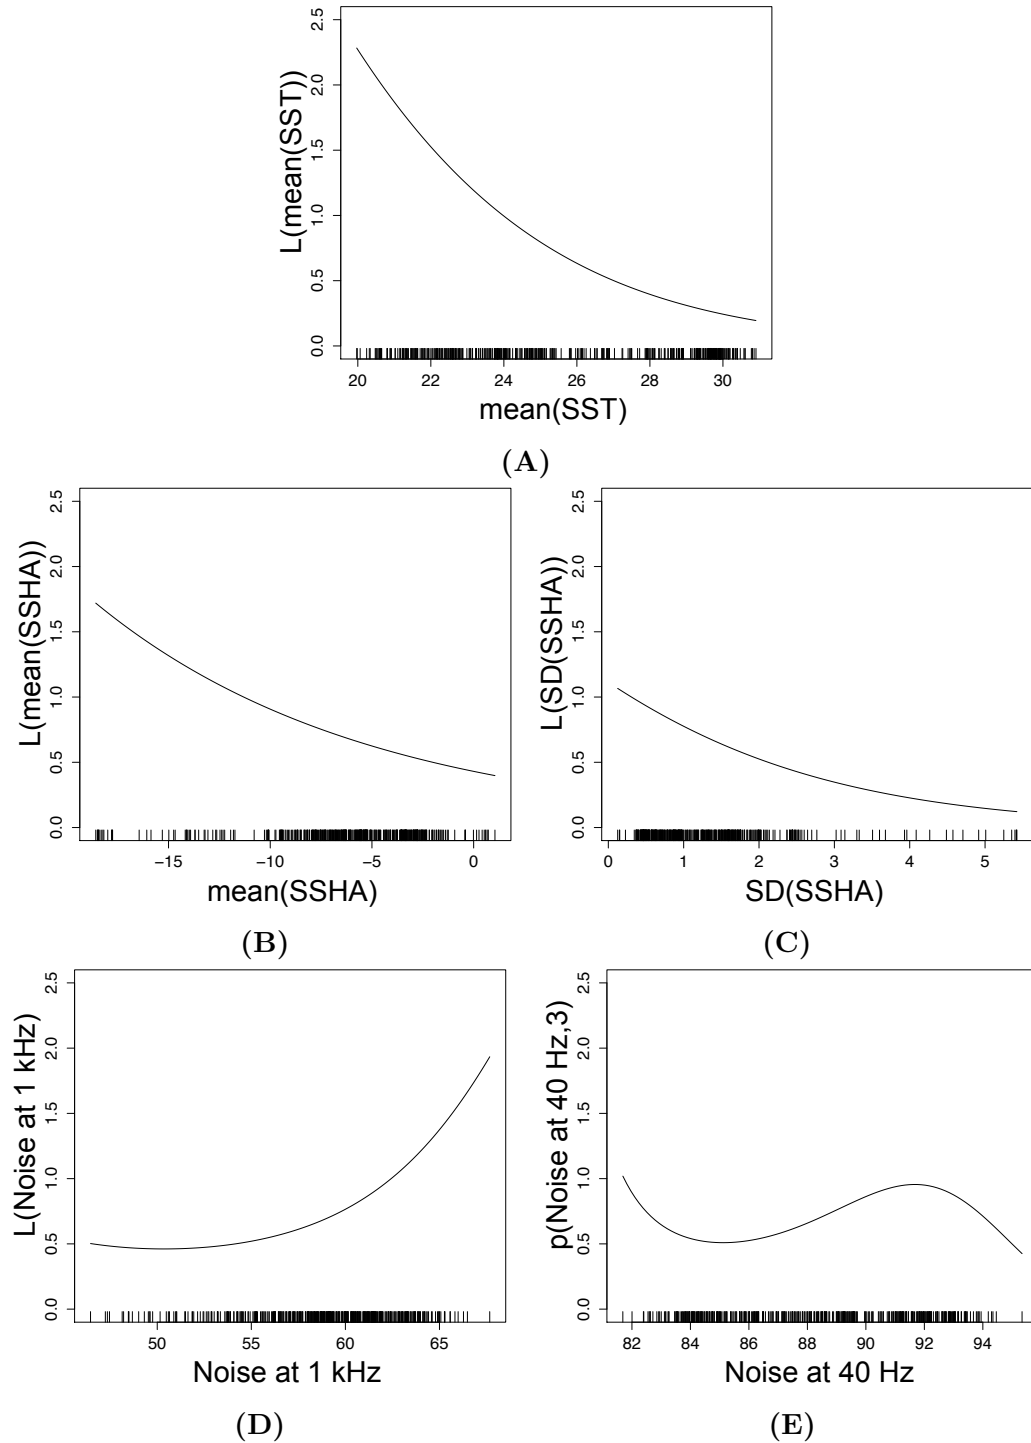 2.5
2.0
1.5
1.0
0.5
0.0
L(mean(SST))
20 22 24 26 28 30
mean(SST)
(A)
2.5
2.0
1.5
1.0
0.5
0.0
L(mean(SSHA))
−15 −10 −5 0
mean(SSHA)
(B)
2.5
2.0
1.5
1.0
0.5
0.0
L(SD(SSHA))
0 1 2 3 4 5
SD(SSHA)
(C)
2.5
2.0
1.5
1.0
0.5
0.0
L(Noise at 1 kHz)
50 55 60 65
Noise at 1 kHz
(D)
2.5
2.0
1.5
1.0
0.5
0.0
p(Noise at 40 Hz,3)
82 84 86 88 90 92 94
Noise at 40 Hz
(E)